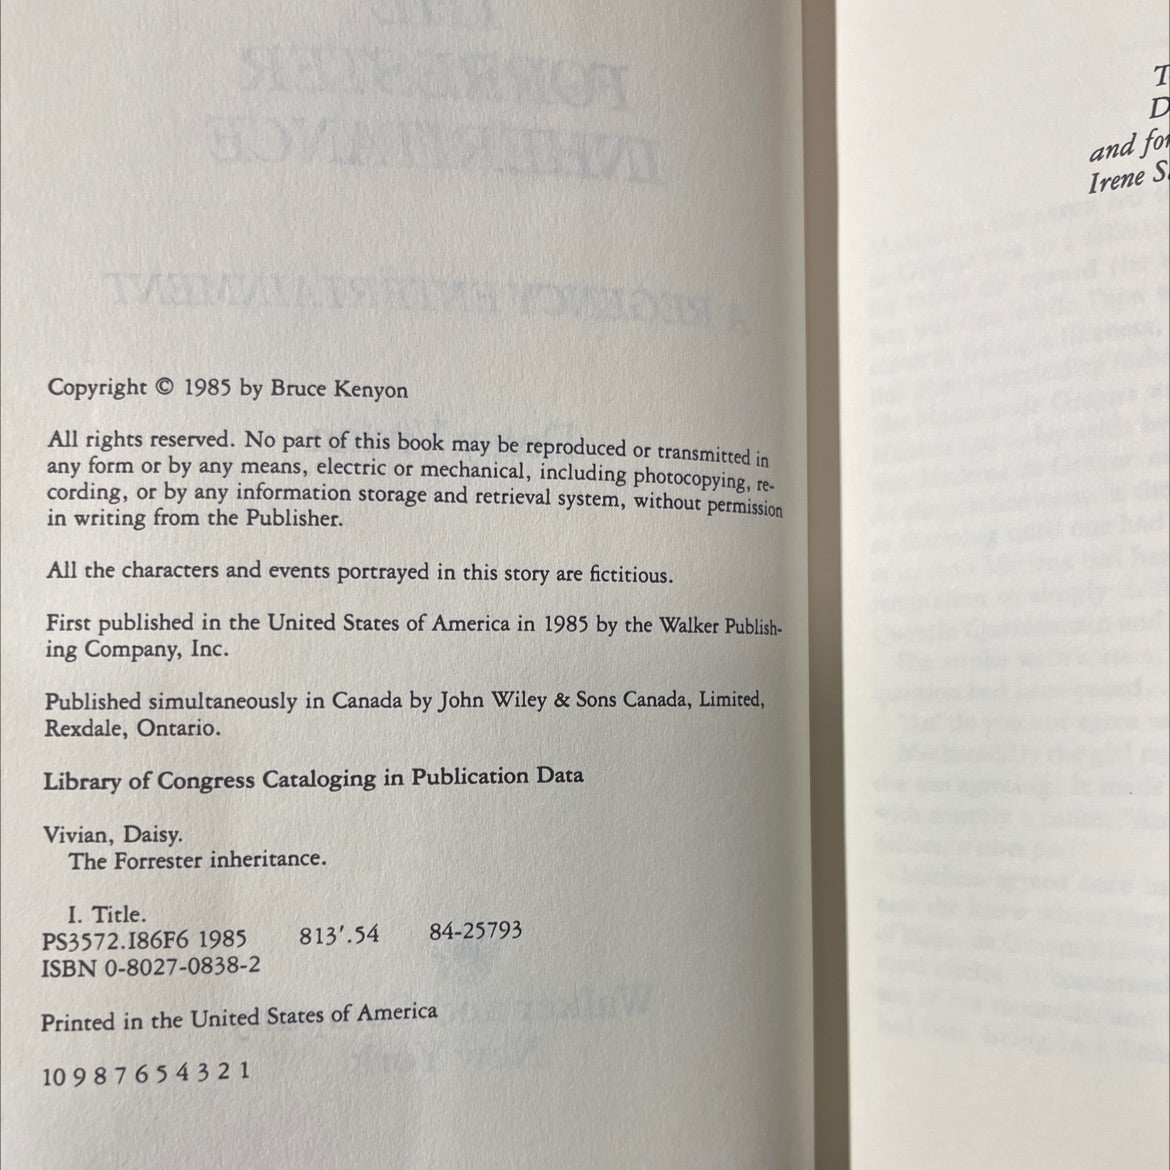 Copyright © 1985 by Bruce Kenyon
All rights reserved. No part of this book may be reproduced or transmitted in
any form or by any means, electric or mechanical, including photocopying, re-
cording, or by any information storage and retrieval system, without permission
in writing from the Publisher.
All the characters and events portrayed in this story are fictitious.
First published in the United States of America in 1985 by the Walker Publish-
ing Company, Inc.
Published simultaneously in Canada by John Wiley & Sons Canada, Limited,
Rexdale, Ontario.
Library of Congress Cataloging in Publication Data
Vivian, Daisy.
The Forrester inheritance.
I. Title.
PS3572.I86F6 1985 813'.54 84-25793
ISBN 0-8027-0838-2
Printed in the United States of America
10 9 8 7 6 5 4 3 2 1
and
Irene